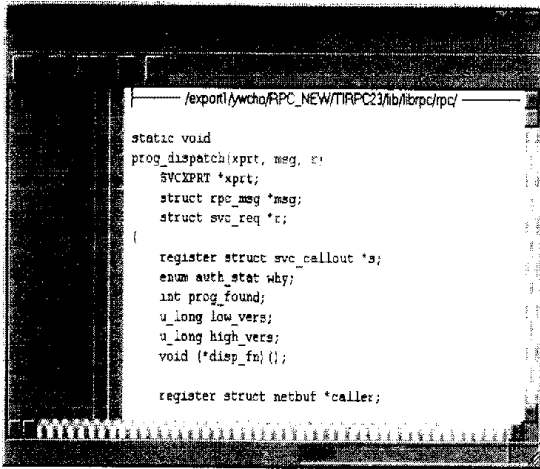 /export1/ywcho/RPC_NEW/TIRPC23/lib/librpc/rpc/
static void
prog_dispatch(xprt, msg, r)
SVCXPRT *xprt;
struct rpc_msg *msg;
struct svc_req *r;
{
register struct svc_callout *s;
enum auth_stat why;
int prog_found;
u_long low_vers;
u_long high_vers;
void (*disp_fn)();
register struct netbuf *caller;